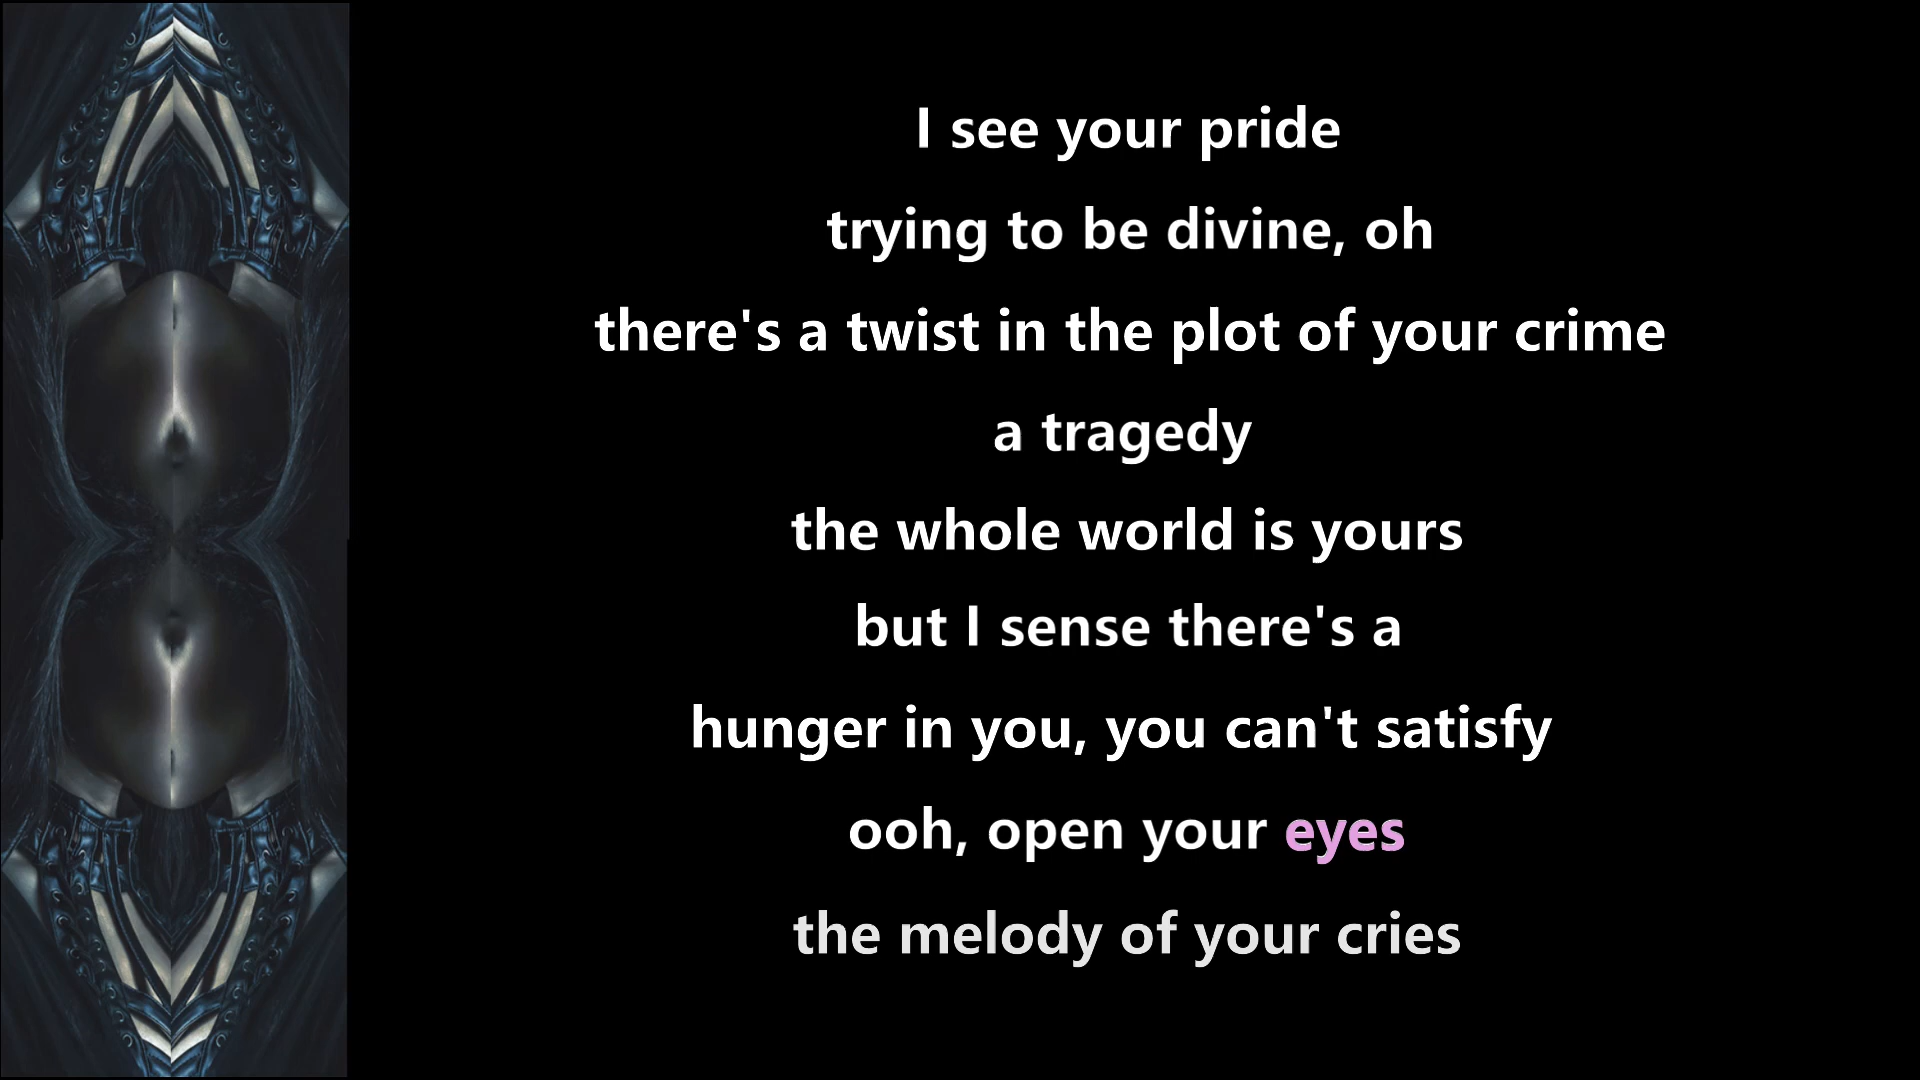 I see your pride
trying to be divine, oh
there's a twist in the plot of your crime
a tragedy
the whole world is yours
but I sense there's a
hunger in you, you can't satisfy
ooh, open your eyes
the melody of your cries